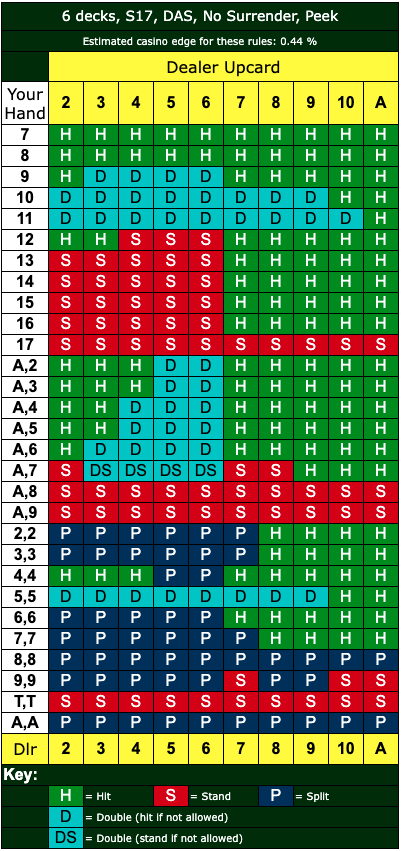 6 decks, S17, DAS, No Surrender, Peek
Estimated casino edge for these rules: 0.44 %
Dealer Upcard
Your Hand 2 3 4 5 6 7 8 9 10 A
7 H H H H H H H H H H
8 H H H H H H H H H H
9 H D D D D H H H H H
10 D D D D D D D D H H
11 D D D D D D D D D H
12 H H S S S H H H H H
13 S S S S S H H H H H
14 S S S S S H H H H H
15 S S S S S H H H H H
16 S S S S S H H H H H
17 S S S S S S S S S S
A,2 H H H D D H H H H H
A,3 H H H D D H H H H H
A,4 H H D D D H H H H H
A,5 H H D D D H H H H H
A,6 H D D D D H H H H H
A,7 S DS DS DS DS S S H H H
A,8 S S S S S S S S S S
A,9 S S S S S S S S S S
2,2 P P P P P P H H H H
3,3 P P P P P P H H H H
4,4 H H H P P H H H H H
5,5 D D D D D D D D H H
6,6 P P P P P H H H H H
7,7 P P P P P P H H H H
8,8 P P P P P P P P P P
9,9 P P P P P S P P S S
T,T S S S S S S S S S S
A,A P P P P P P P P P P
Dlr 2 3 4 5 6 7 8 9 10 A
Key:
H = Hit S = Stand P = Split
D = Double (hit if not allowed)
DS = Double (stand if not allowed)